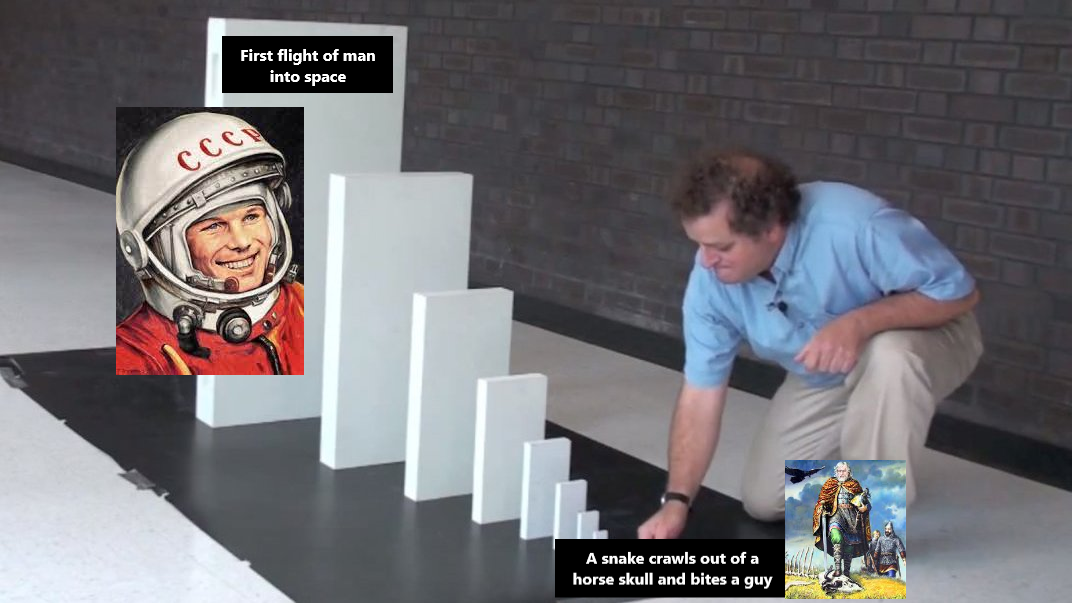 First flight of man
into space
СССР
A snake crawls out of a
horse skull and bites a guy